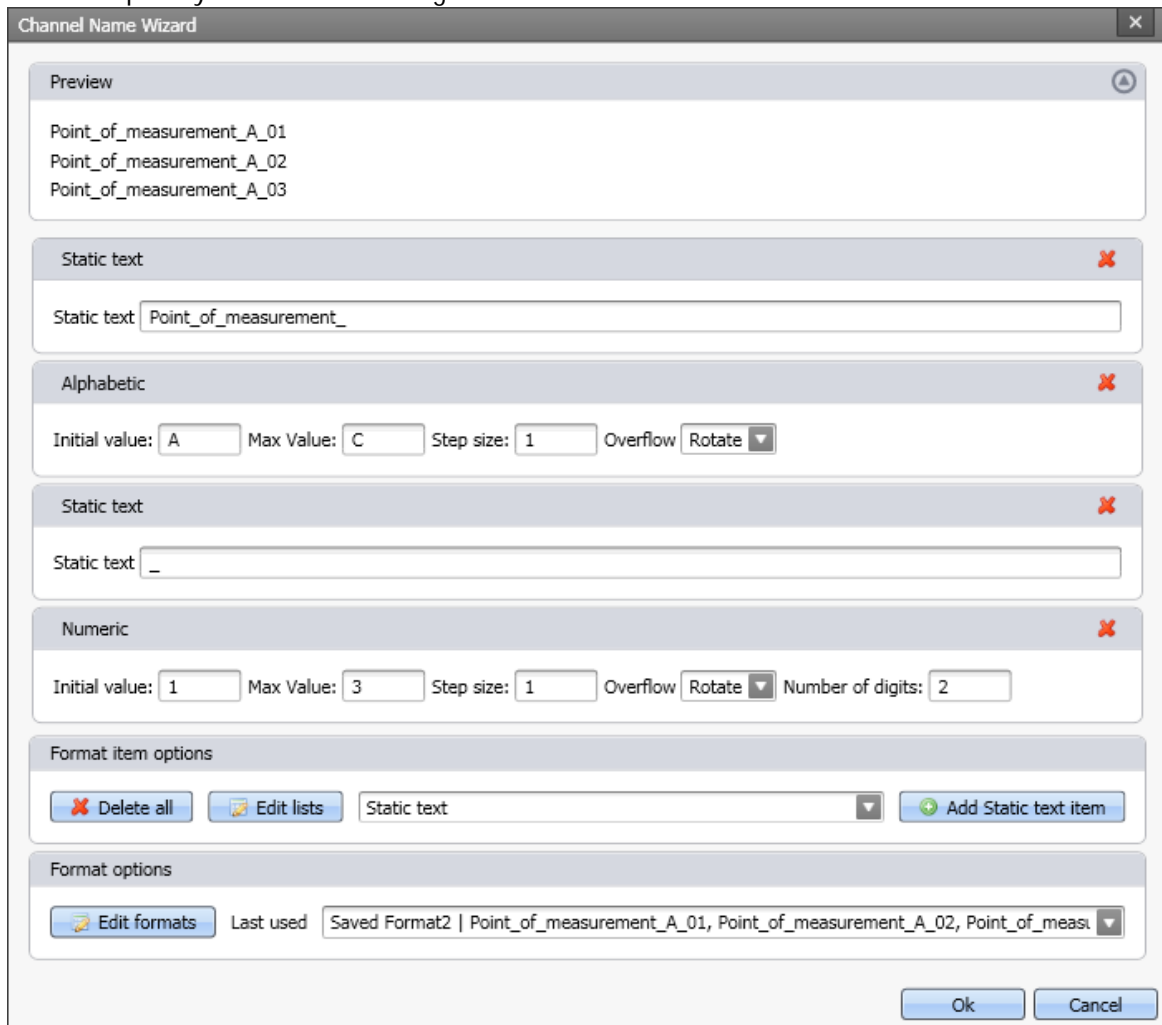 Channel Name Wizard
Preview
Point_of_measurement_A_01
Point_of_measurement_A_02
Point_of_measurement_A_03
Static text
Static text Point_of_measurement_
Alphabetic
Initial value: A Max Value: C Step size: 1 Overflow Rotate
Static text
Static text _
Numeric
Initial value: 1 Max Value: 3 Step size: 1 Overflow Rotate Number of digits: 2
Format item options
Delete all Edit lists Static text Add Static text item
Format options
Edit formats Last used Saved Format2 | Point_of_measurement_A_01, Point_of_measurement_A_02, Point_of_measu
Ok Cancel